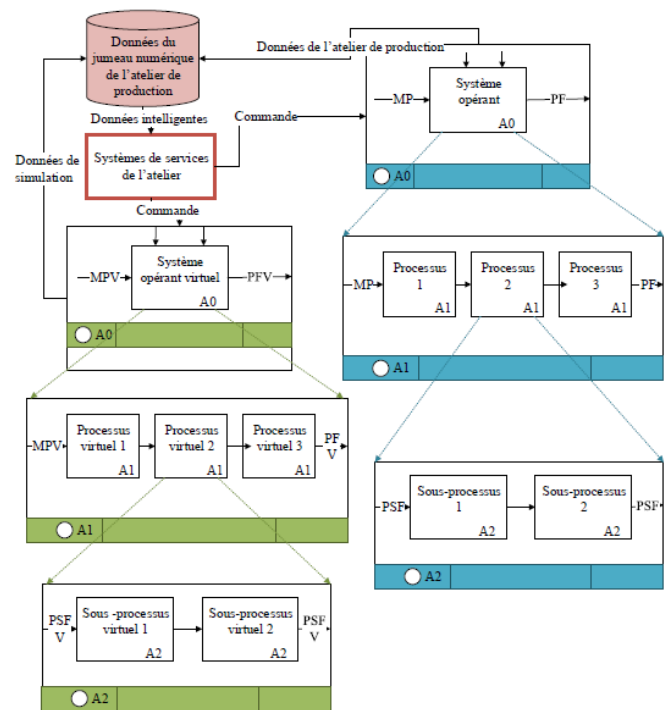 Données du
jumeau numérique
de l'atelier de
production
Données de l'atelier de production
Système
opérant
MP
PF
A0
A0
Données intelligentes
Commande
Données de
simulation
Systèmes de services
de l'atelier
Commande
Système
opérant virtuel
MPV
PFV
A0
A0
Processus
1
A1
Processus
2
A1
Processus
3
A1
MP
PF
A1
MPV
Processus
virtuel 1
A1
Processus
virtuel 2
A1
Processus
virtuel 3
A1
PF
V
A1
PSF
Sous-processus
1
A2
Sous-processus
2
A2
PSF
A2
PSF
V
Sous -processus
virtuel 1
A2
Sous-processus
virtuel 2
A2
PSF
V
A2